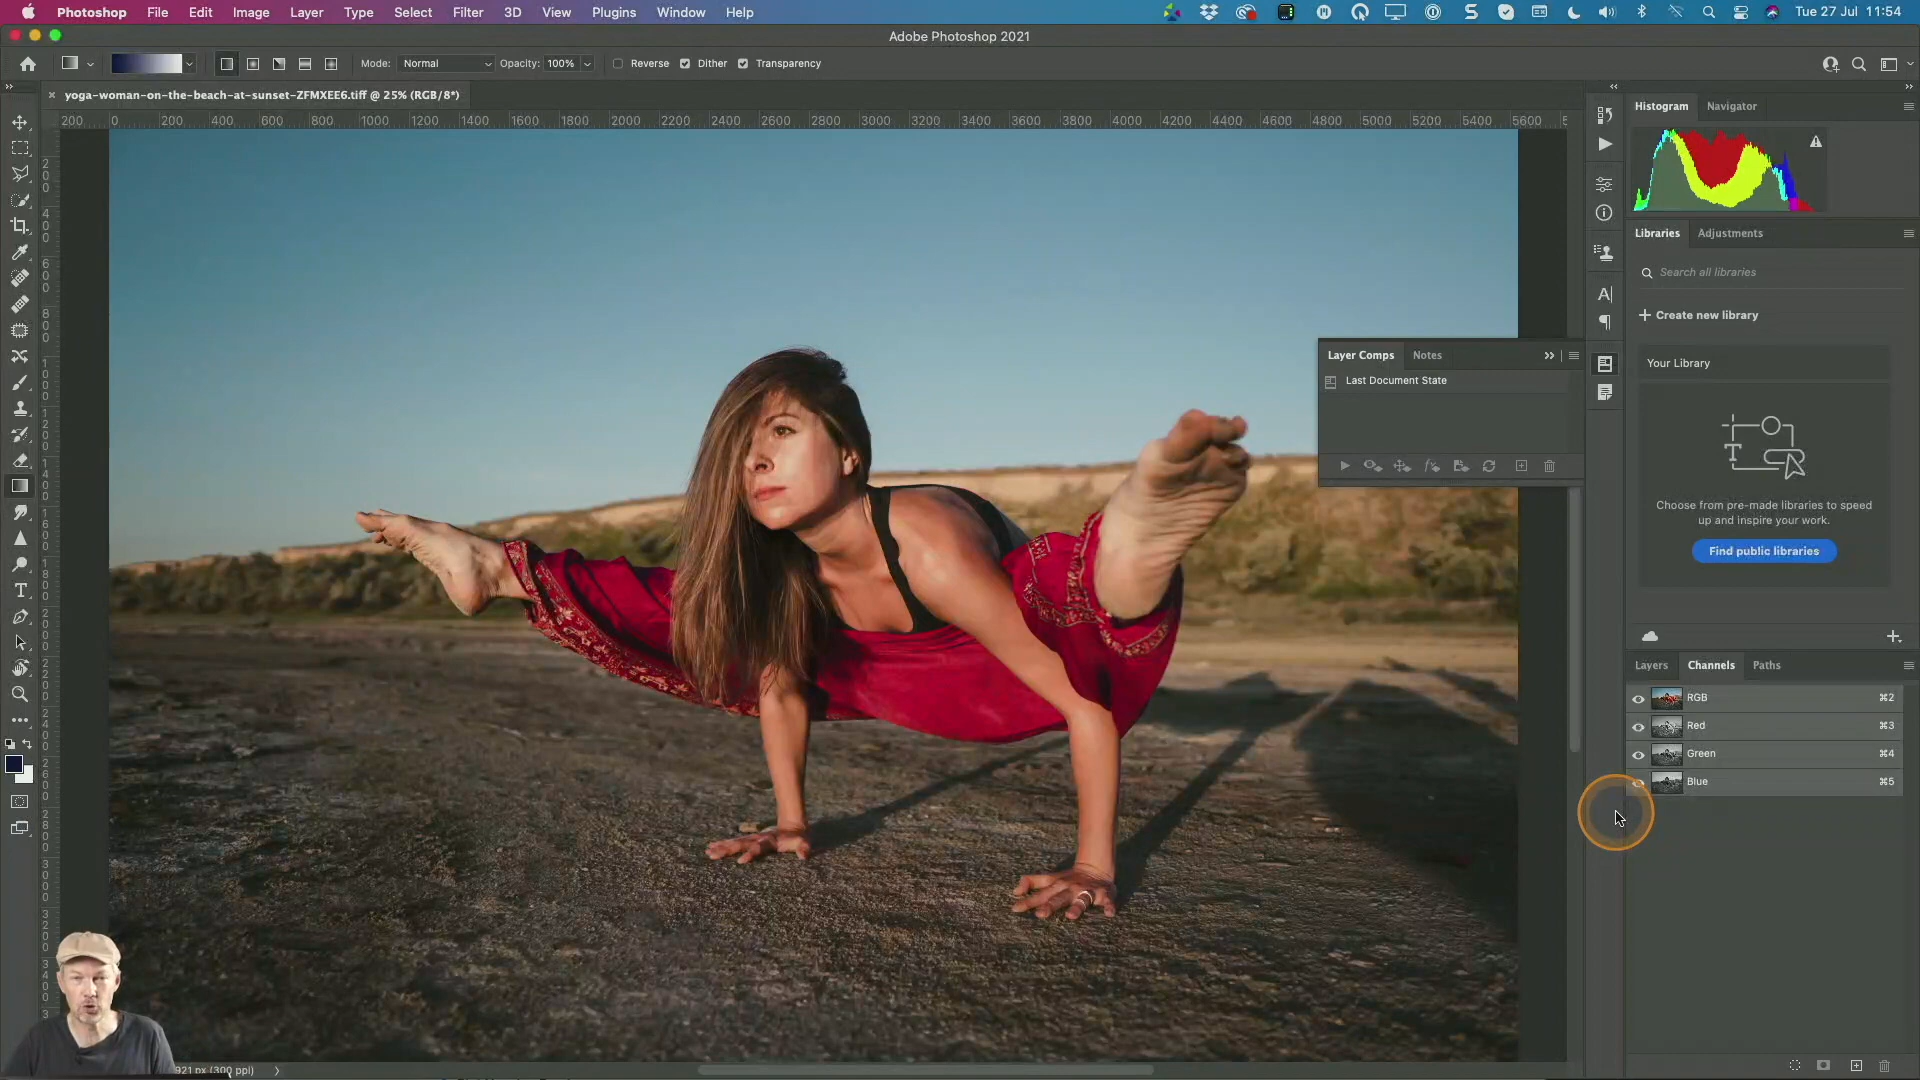 Photoshop File Edit Image Layer Type Select Filter 3D View Plugins Window Help Tue 27 Jul 11:54
Adobe Photoshop 2021
Mode: Normal Opacity: 100% Reverse Dither Transparency
yoga-woman-on-the-beach-at-sunset-ZFMXEE6.tiff @ 25% (RGB/8*)
200 0 200 400 600 800 1000 1200 1400 1600 1800 2000 2200 2400 2600 2800 3000 3200 3400 3600 3800 4000 4200 4400 4600 4800 5000 5200 5400 5600
Histogram Navigator
Libraries Adjustments
Search all libraries
+ Create new library
Your Library
Choose from pre-made libraries to speed
up and inspire your work.
Find public libraries
Layer Comps Notes
Last Document State
Layers Channels Paths
RGB ⌘2
Red ⌘3
Green ⌘4
Blue ⌘5
921 px (300 ppi)